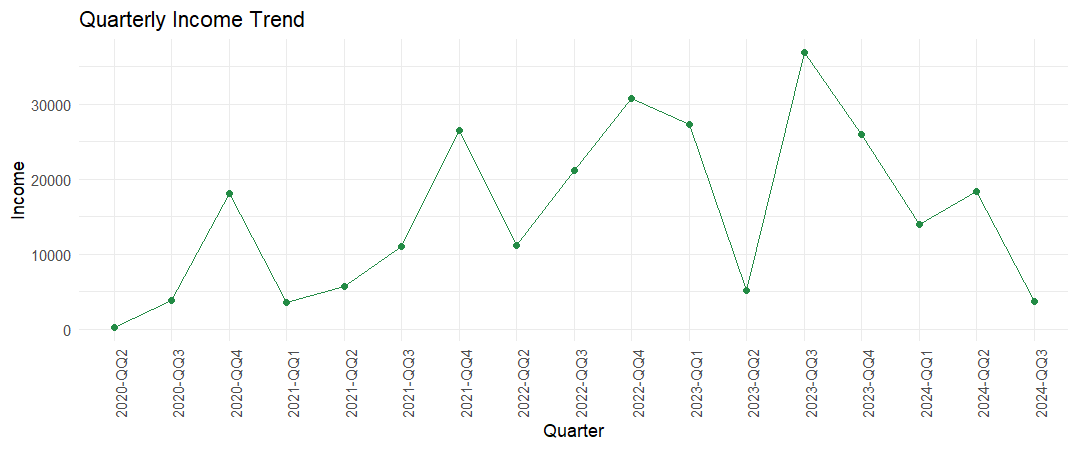 Quarterly Income Trend
Income
30000
20000
10000
0
2020-QQ2
2020-QQ3
2020-QQ4
2021-QQ1
2021-QQ2
2021-QQ3
2021-QQ4
2022-QQ2
2022-QQ3
2022-QQ4
2023-QQ1
2023-QQ2
2023-QQ3
2023-QQ4
2024-QQ1
2024-QQ2
2024-QQ3
Quarter